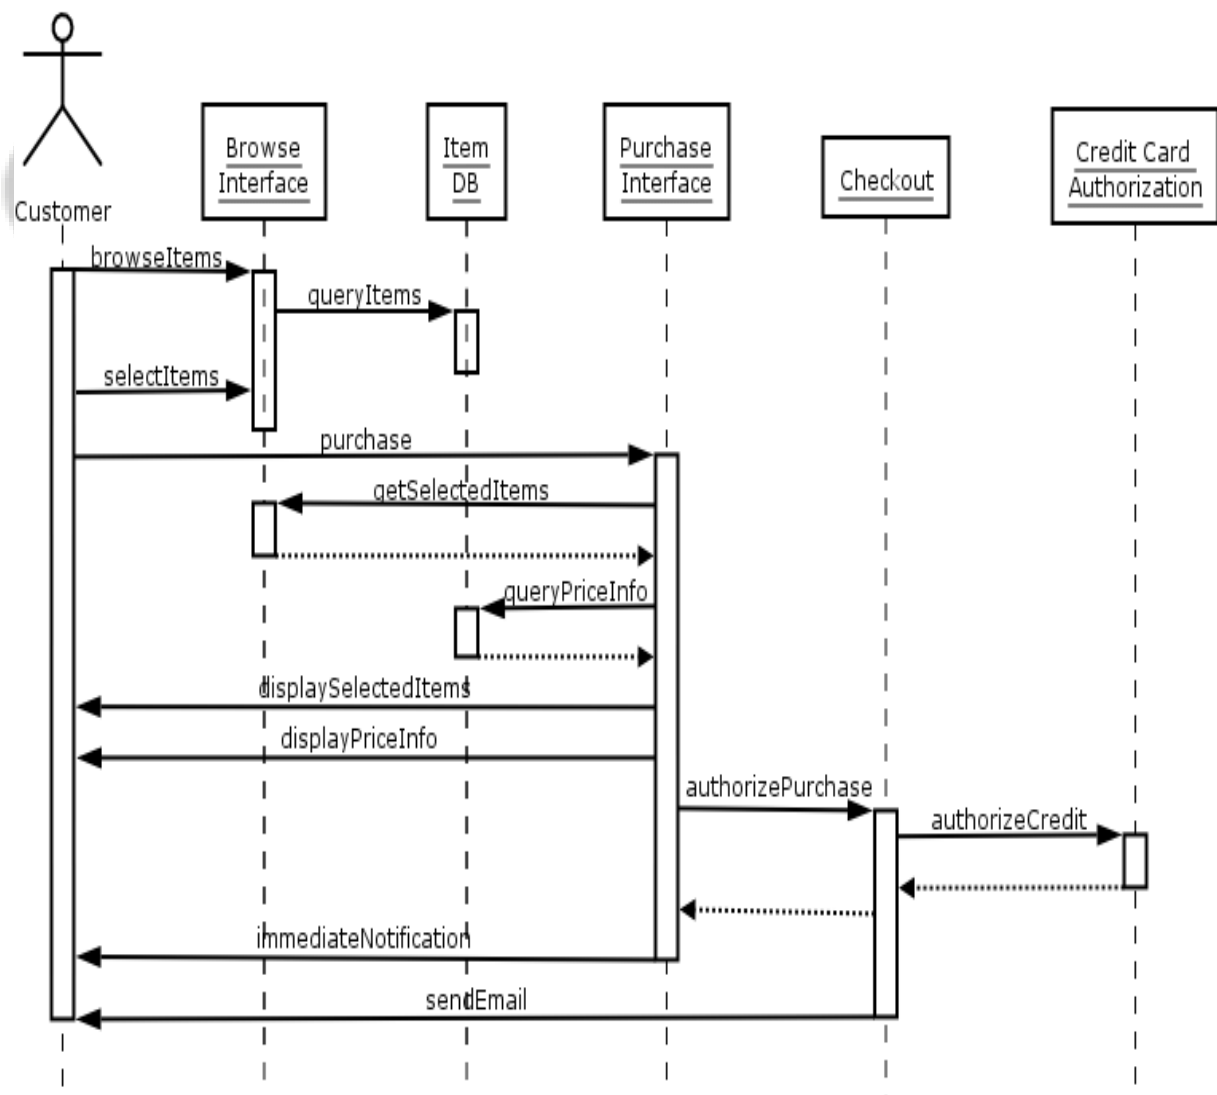 Browse
Interface
Item
DB
Purchase
Interface
Checkout
Credit Card
Authorization
Customer
browseItems
queryItems
selectItems
purchase
getSelectedItems
queryPriceInfo
displaySelectedItems
displayPriceInfo
authorizePurchase
authorizeCredit
immediateNotification
sendEmail